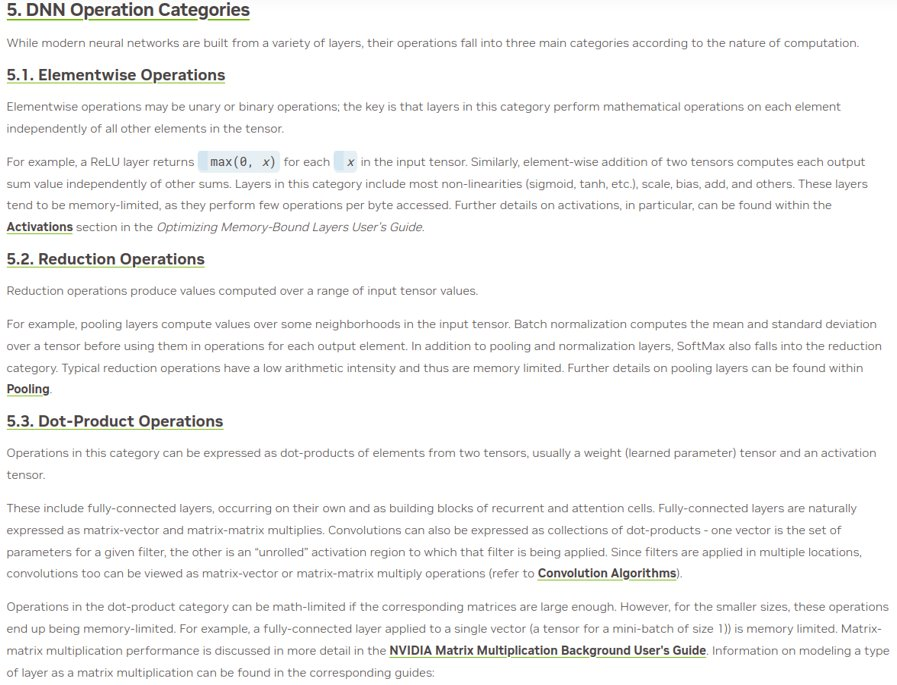 5. DNN Operation Categories
While modern neural networks are built from a variety of layers, their operations fall into three main categories according to the nature of computation.
5.1. Elementwise Operations
Elementwise operations may be unary or binary operations; the key is that layers in this category perform mathematical operations on each element
independently of all other elements in the tensor.
For example, a ReLU layer returns max(0, x) for each x in the input tensor. Similarly, element-wise addition of two tensors computes each output
sum value independently of other sums. Layers in this category include most non-linearities (sigmoid, tanh, etc.), scale, bias, add, and others. These layers
tend to be memory-limited, as they perform few operations per byte accessed. Further details on activations, in particular, can be found within the
Activations section in the Optimizing Memory-Bound Layers User's Guide.
5.2. Reduction Operations
Reduction operations produce values computed over a range of input tensor values.
For example, pooling layers compute values over some neighborhoods in the input tensor. Batch normalization computes the mean and standard deviation
over a tensor before using them in operations for each output element. In addition to pooling and normalization layers, SoftMax also falls into the reduction
category. Typical reduction operations have a low arithmetic intensity and thus are memory limited. Further details on pooling layers can be found within
Pooling.
5.3. Dot-Product Operations
Operations in this category can be expressed as dot-products of elements from two tensors, usually a weight (learned parameter) tensor and an activation
tensor.
These include fully-connected layers, occurring on their own and as building blocks of recurrent and attention cells. Fully-connected layers are naturally
expressed as matrix-vector and matrix-matrix multiplies. Convolutions can also be expressed as collections of dot-products - one vector is the set of
parameters for a given filter, the other is an “unrolled” activation region to which that filter is being applied. Since filters are applied in multiple locations,
convolutions too can be viewed as matrix-vector or matrix-matrix multiply operations (refer to Convolution Algorithms).
Operations in the dot-product category can be math-limited if the corresponding matrices are large enough. However, for the smaller sizes, these operations
end up being memory-limited. For example, a fully-connected layer applied to a single vector (a tensor for a mini-batch of size 1)) is memory limited. Matrix-
matrix multiplication performance is discussed in more detail in the NVIDIA Matrix Multiplication Background User's Guide. Information on modeling a type
of layer as a matrix multiplication can be found in the corresponding guides: